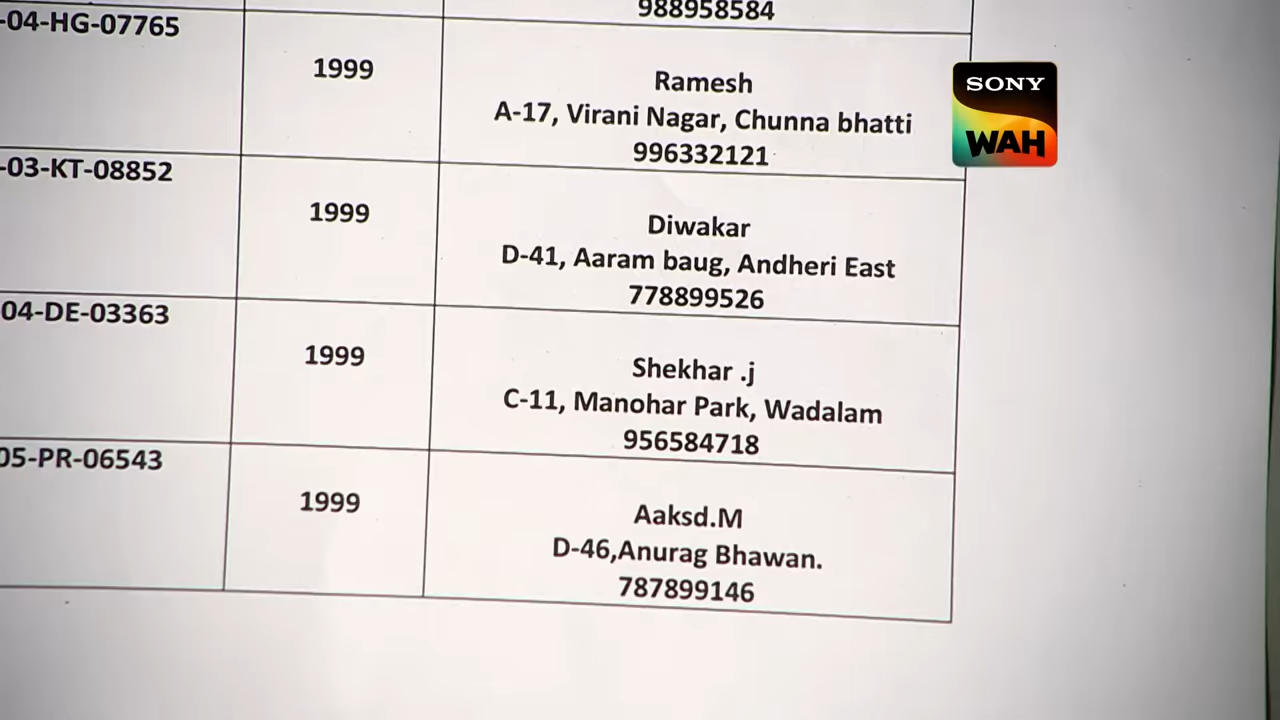 988958584
-04-HG-07765
1999
Ramesh
A-17, Virani Nagar, Chunna bhatti
996332121
SONY
WAH
-03-KT-08852
1999
Diwakar
D-41, Aaram baug, Andheri East
778899526
04-DE-03363
1999
Shekhar .j
C-11, Manohar Park, Wadalam
956584718
05-PR-06543
1999
Aaksd.M
D-46,Anurag Bhawan.
787899146